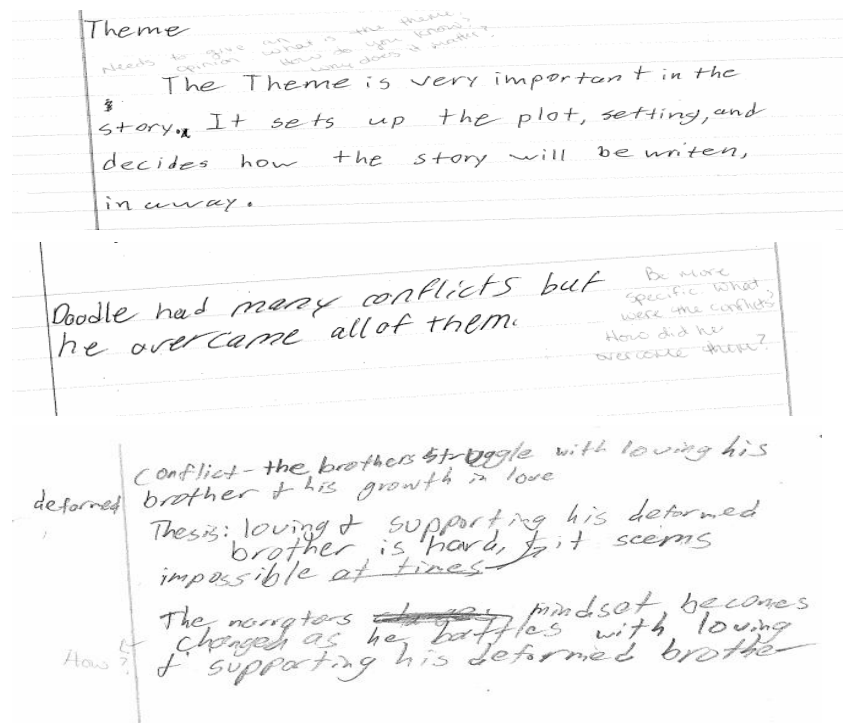 Theme
Needs to give an what is the theme?
opinion How do you know?
why does it matter?
The Theme is very important in the
story. It sets up the plot, setting, and
decides how the story will be writen,
in away.
Doodle had many conflicts but
he overcame all of them.
Be more
specific. What
were the conflicts?
How did he
overcome them?
Conflict - the brothers struggle with loving his
deformed brother & his growth in love
Thesis: loving & supporting his deformed
brother is hard, & it seems
impossible at times
The narrators mindset becomes
changed as he battles with loving
How? & supporting his deformed brother